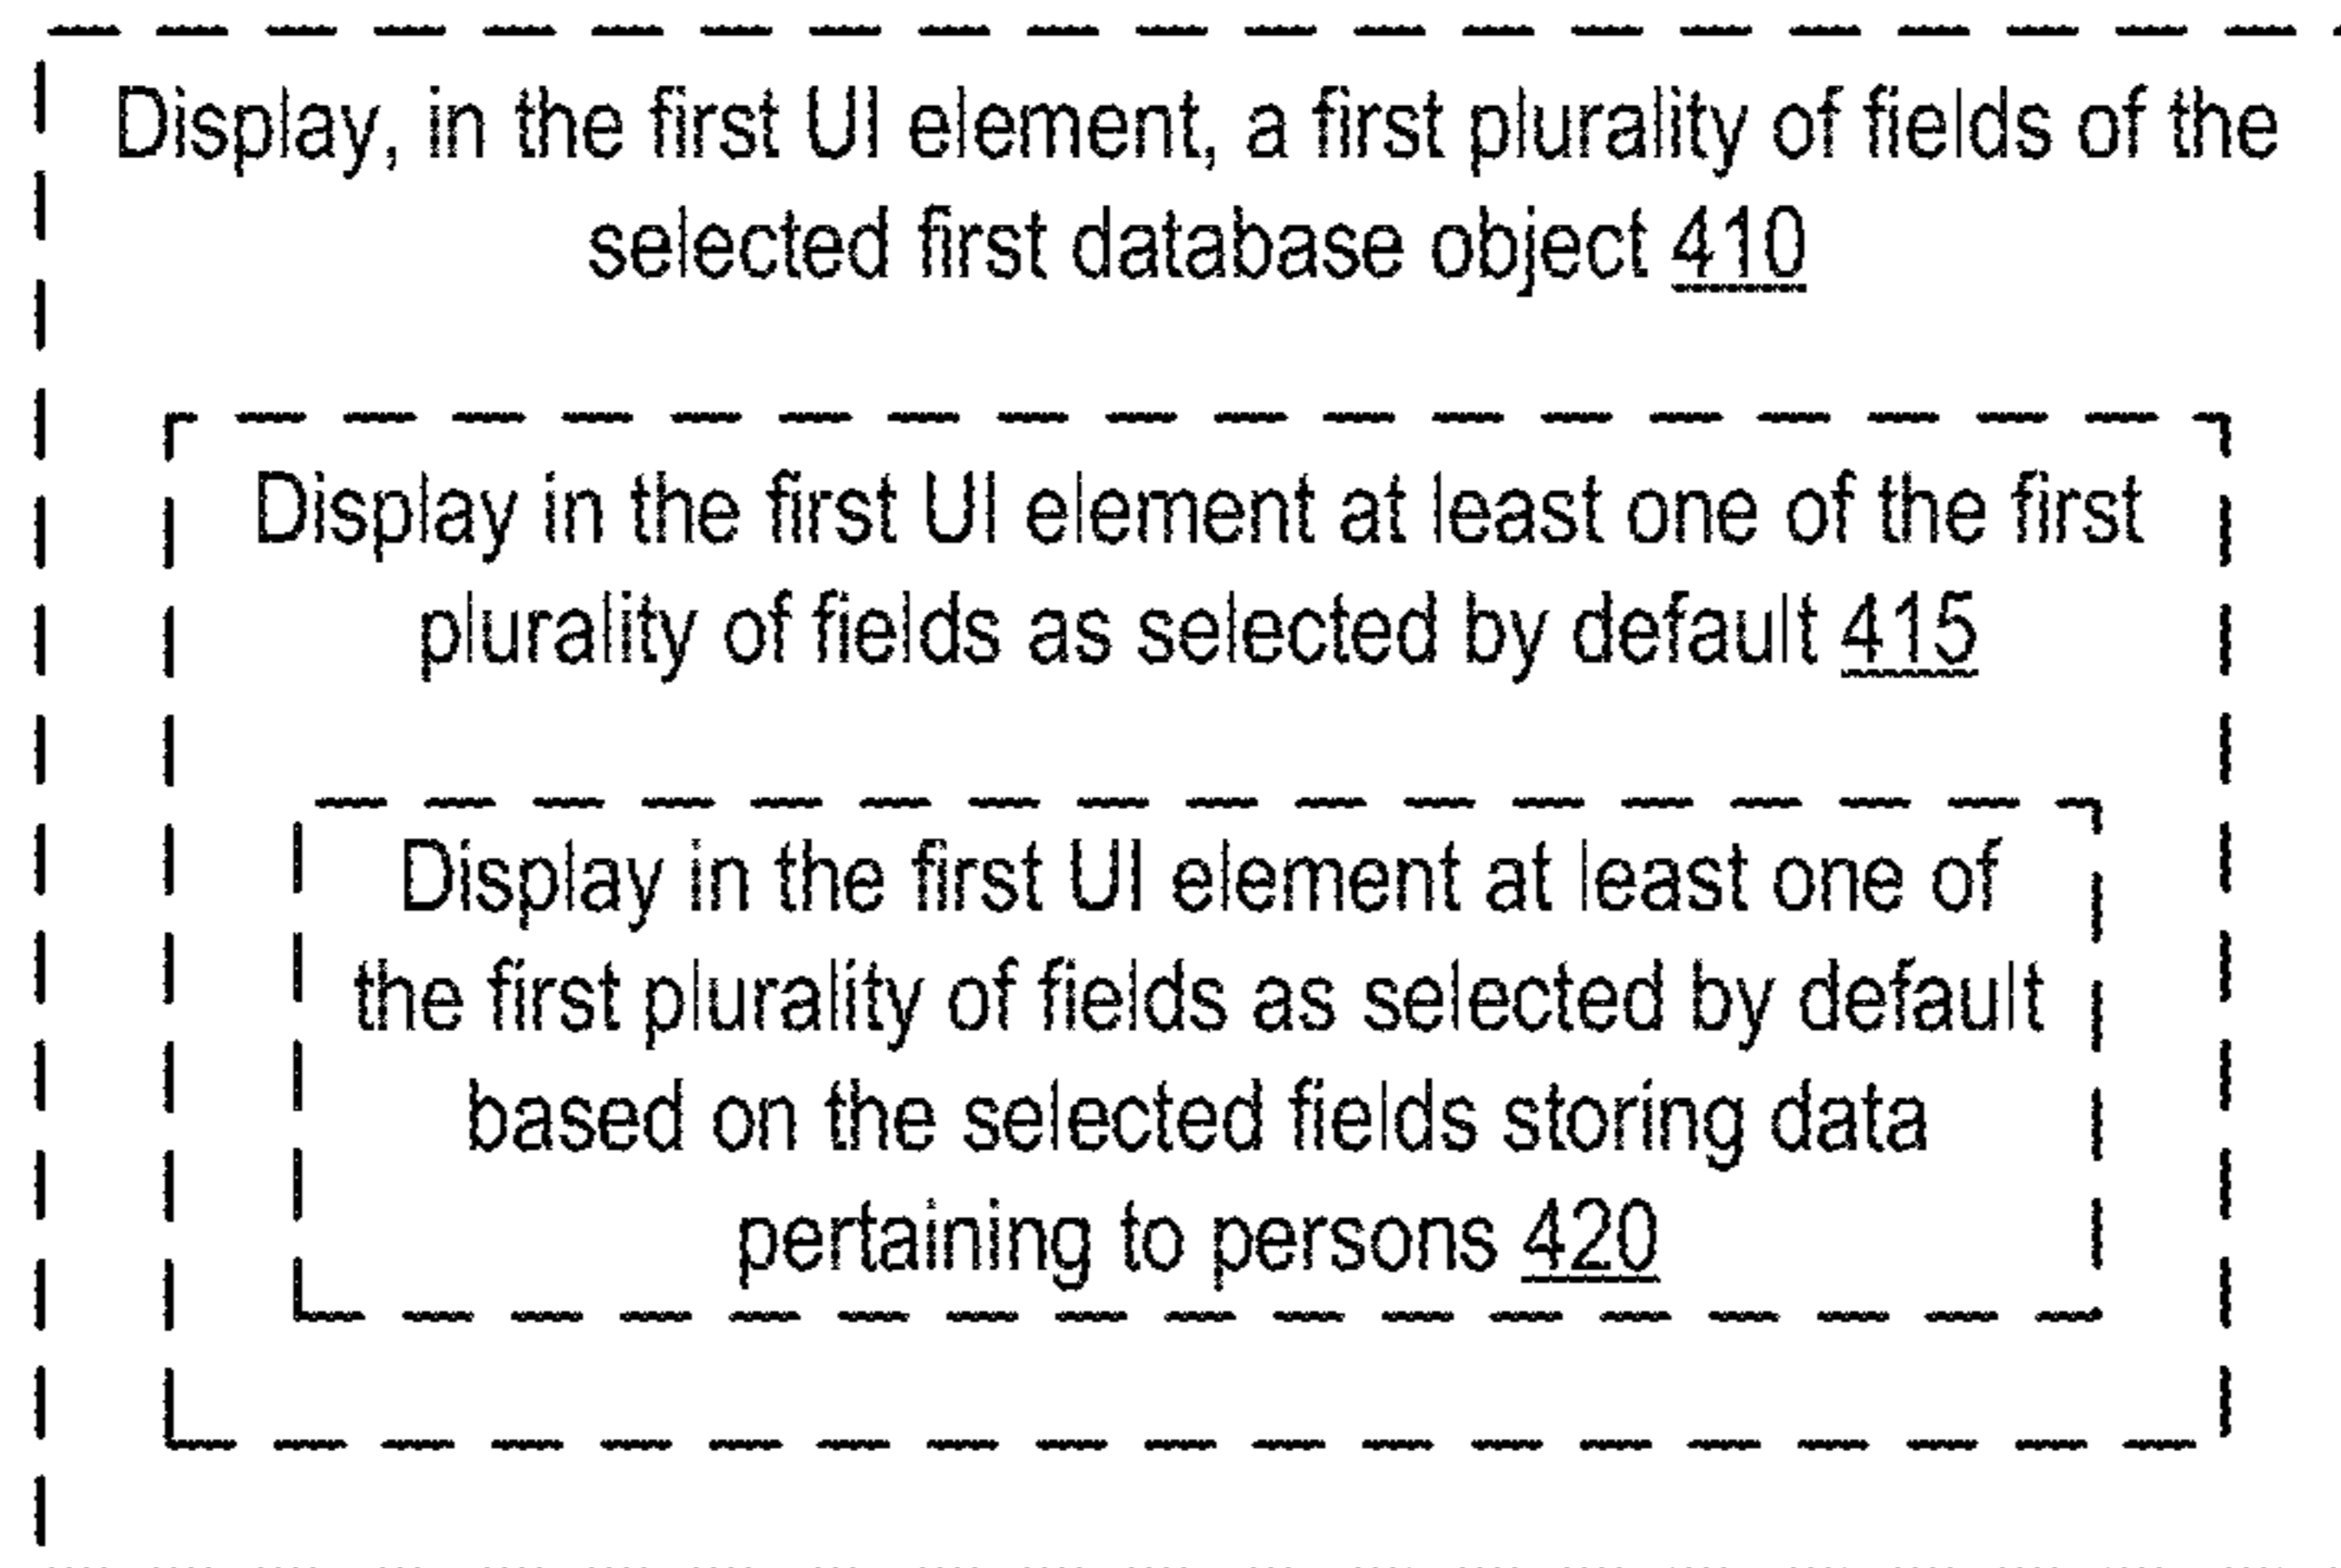 Display, in the first UI element, a first plurality of fields of the
selected first database object 410
Display in the first UI element at least one of the first
plurality of fields as selected by default 415
Display in the first UI element at least one of
the first plurality of fields as selected by default
based on the selected fields storing data
pertaining to persons 420